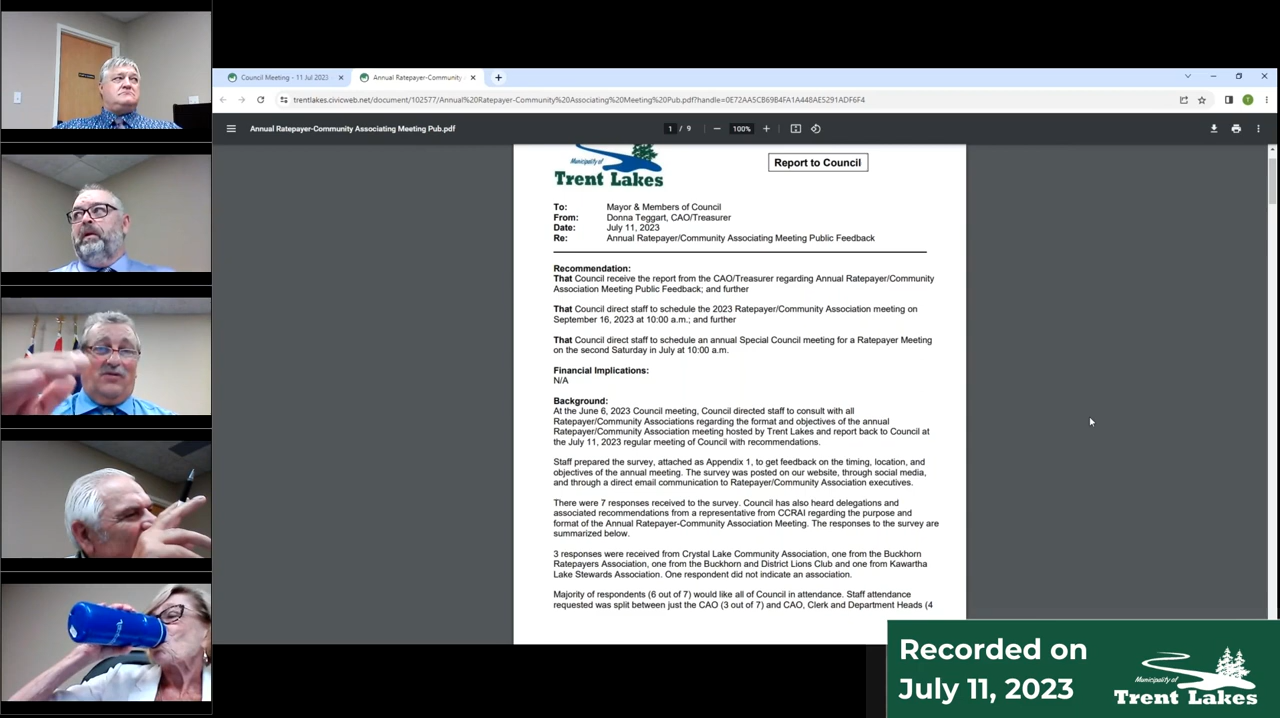 Council Meeting - 11 Jul 2023
Annual Ratepayer-Community
trentlakes.civicweb.net/document/102577/Annual%20Ratepayer-Community%20Associating%20Meeting%20Pub.pdf?handle=0E72AA5CB69B4FA1A448AE5291ADF6F4
T
Annual Ratepayer-Community Associating Meeting Pub.pdf
1 / 9
100%
Municipality of
Trent Lakes
Report to Council
To: Mayor & Members of Council
From: Donna Teggart, CAO/Treasurer
Date: July 11, 2023
Re: Annual Ratepayer/Community Associating Meeting Public Feedback
Recommendation:
That Council receive the report from the CAO/Treasurer regarding Annual Ratepayer/Community
Association Meeting Public Feedback; and further
That Council direct staff to schedule the 2023 Ratepayer/Community Association meeting on
September 16, 2023 at 10:00 a.m.; and further
That Council direct staff to schedule an annual Special Council meeting for a Ratepayer Meeting
on the second Saturday in July at 10:00 a.m.
Financial Implications:
N/A
Background:
At the June 6, 2023 Council meeting, Council directed staff to consult with all
Ratepayer/Community Associations regarding the format and objectives of the annual
Ratepayer/Community Association meeting hosted by Trent Lakes and report back to Council at
the July 11, 2023 regular meeting of Council with recommendations.
Staff prepared the survey, attached as Appendix 1, to get feedback on the timing, location, and
objectives of the annual meeting. The survey was posted on our website, through social media,
and through a direct email communication to Ratepayer/Community Association executives.
There were 7 responses received to the survey. Council has also heard delegations and
associated recommendations from a representative from CCRAI regarding the purpose and
format of the Annual Ratepayer-Community Association Meeting. The responses to the survey are
summarized below.
3 responses were received from Crystal Lake Community Association, one from the Buckhorn
Ratepayers Association, one from the Buckhorn and District Lions Club and one from Kawartha
Lake Stewards Association. One respondent did not indicate an association.
Majority of respondents (6 out of 7) would like all of Council in attendance. Staff attendance
requested was split between just the CAO (3 out of 7) and CAO, Clerk and Department Heads (4
Recorded on
July 11, 2023
Municipality of
Trent Lakes